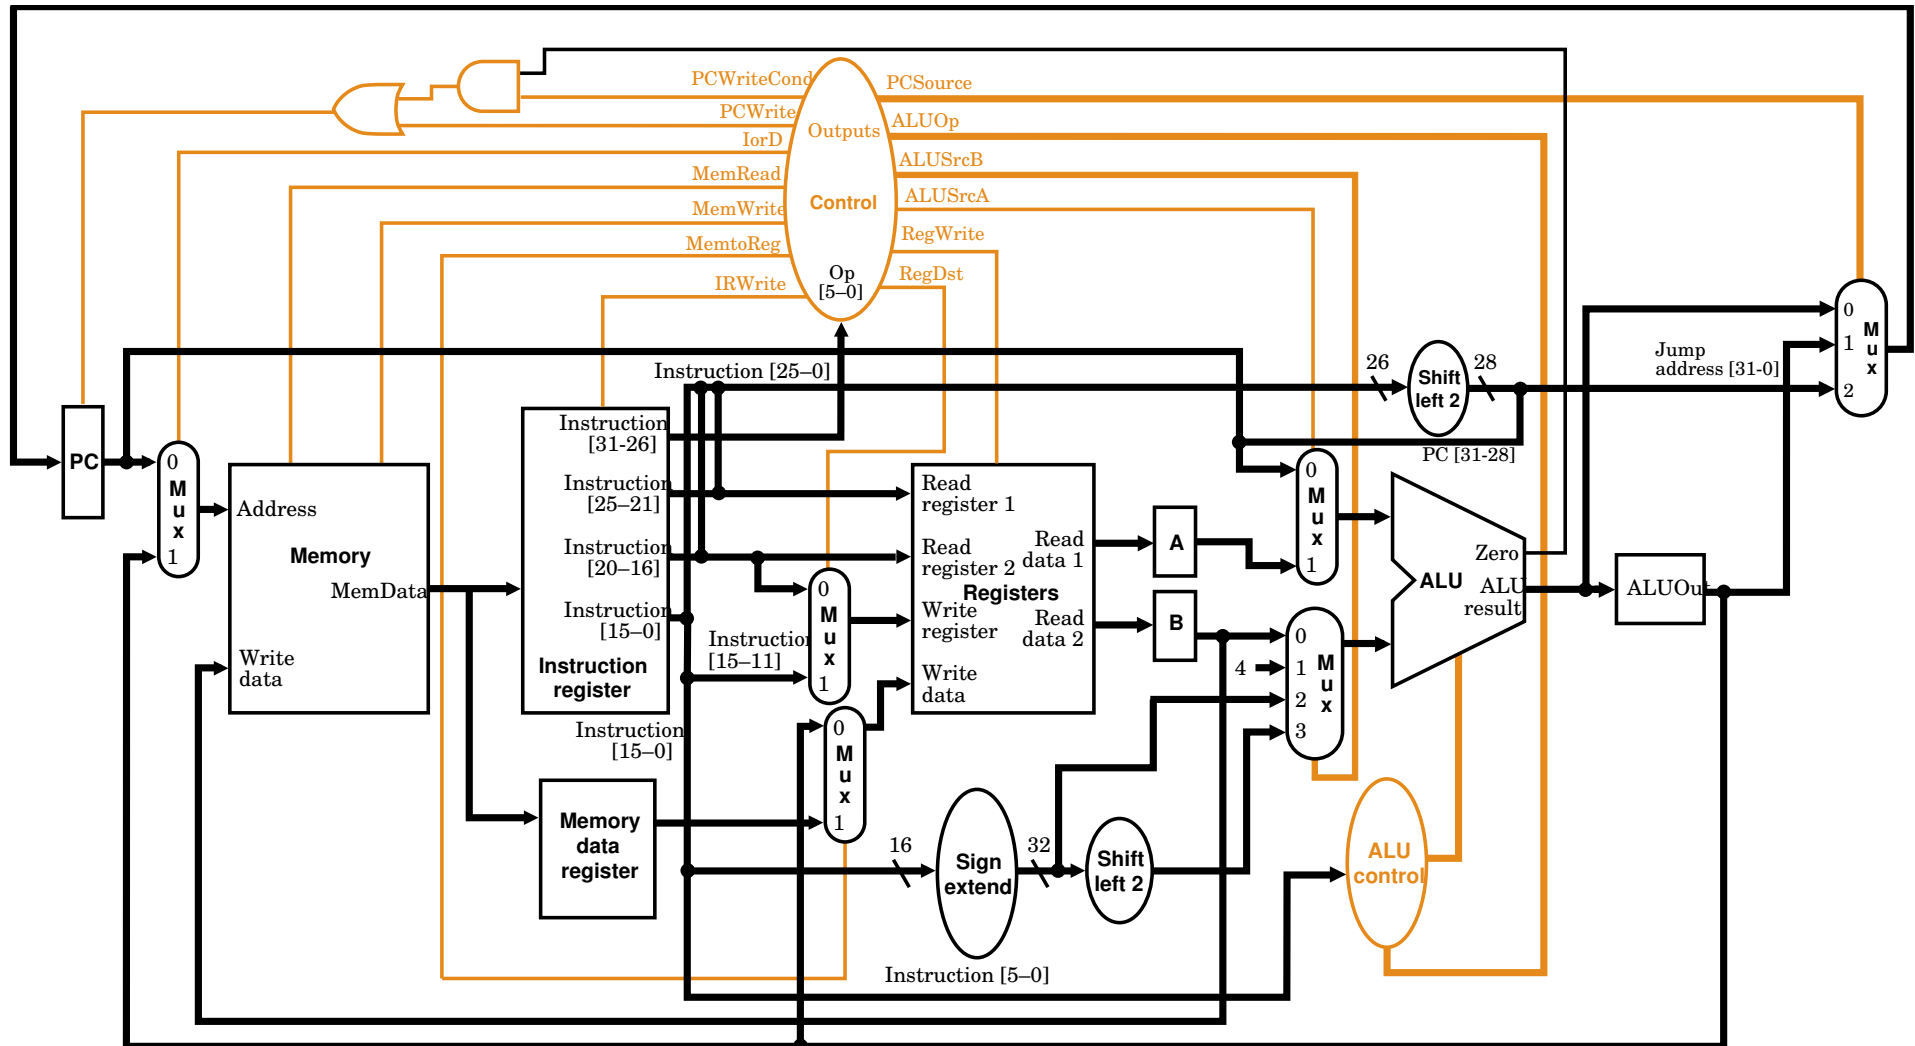 PCWriteCond
PCSource
PCWrite
ALUOp
Outputs
IorD
ALUSrcB
MemRead
ALUSrcA
Control
MemWrite
RegWrite
MemtoReg
RegDst
Op
[5–0]
IRWrite
0
1
2
M
u
x
Jump
address [31-0]
26
28
Shift
left 2
PC [31-28]
Instruction [25–0]
PC
0
M
u
x
1
Address
Memory
MemData
Write
data
Instruction
[31-26]
Instruction
[25–21]
Instruction
[20–16]
Instruction
[15–0]
Instruction
register
Instruction
[15–11]
0
M
u
x
1
Read
register 1
Read
register 2
Registers
Write
register
Write
data
Read
data 1
Read
data 2
A
B
0
M
u
x
1
0
4
1
2
3
M
u
x
Zero
ALU
ALU
result
ALUOut
Instruction
[15–0]
0
M
u
x
1
Memory
data
register
16
Sign
extend
32
Shift
left 2
ALU
control
Instruction [5–0]